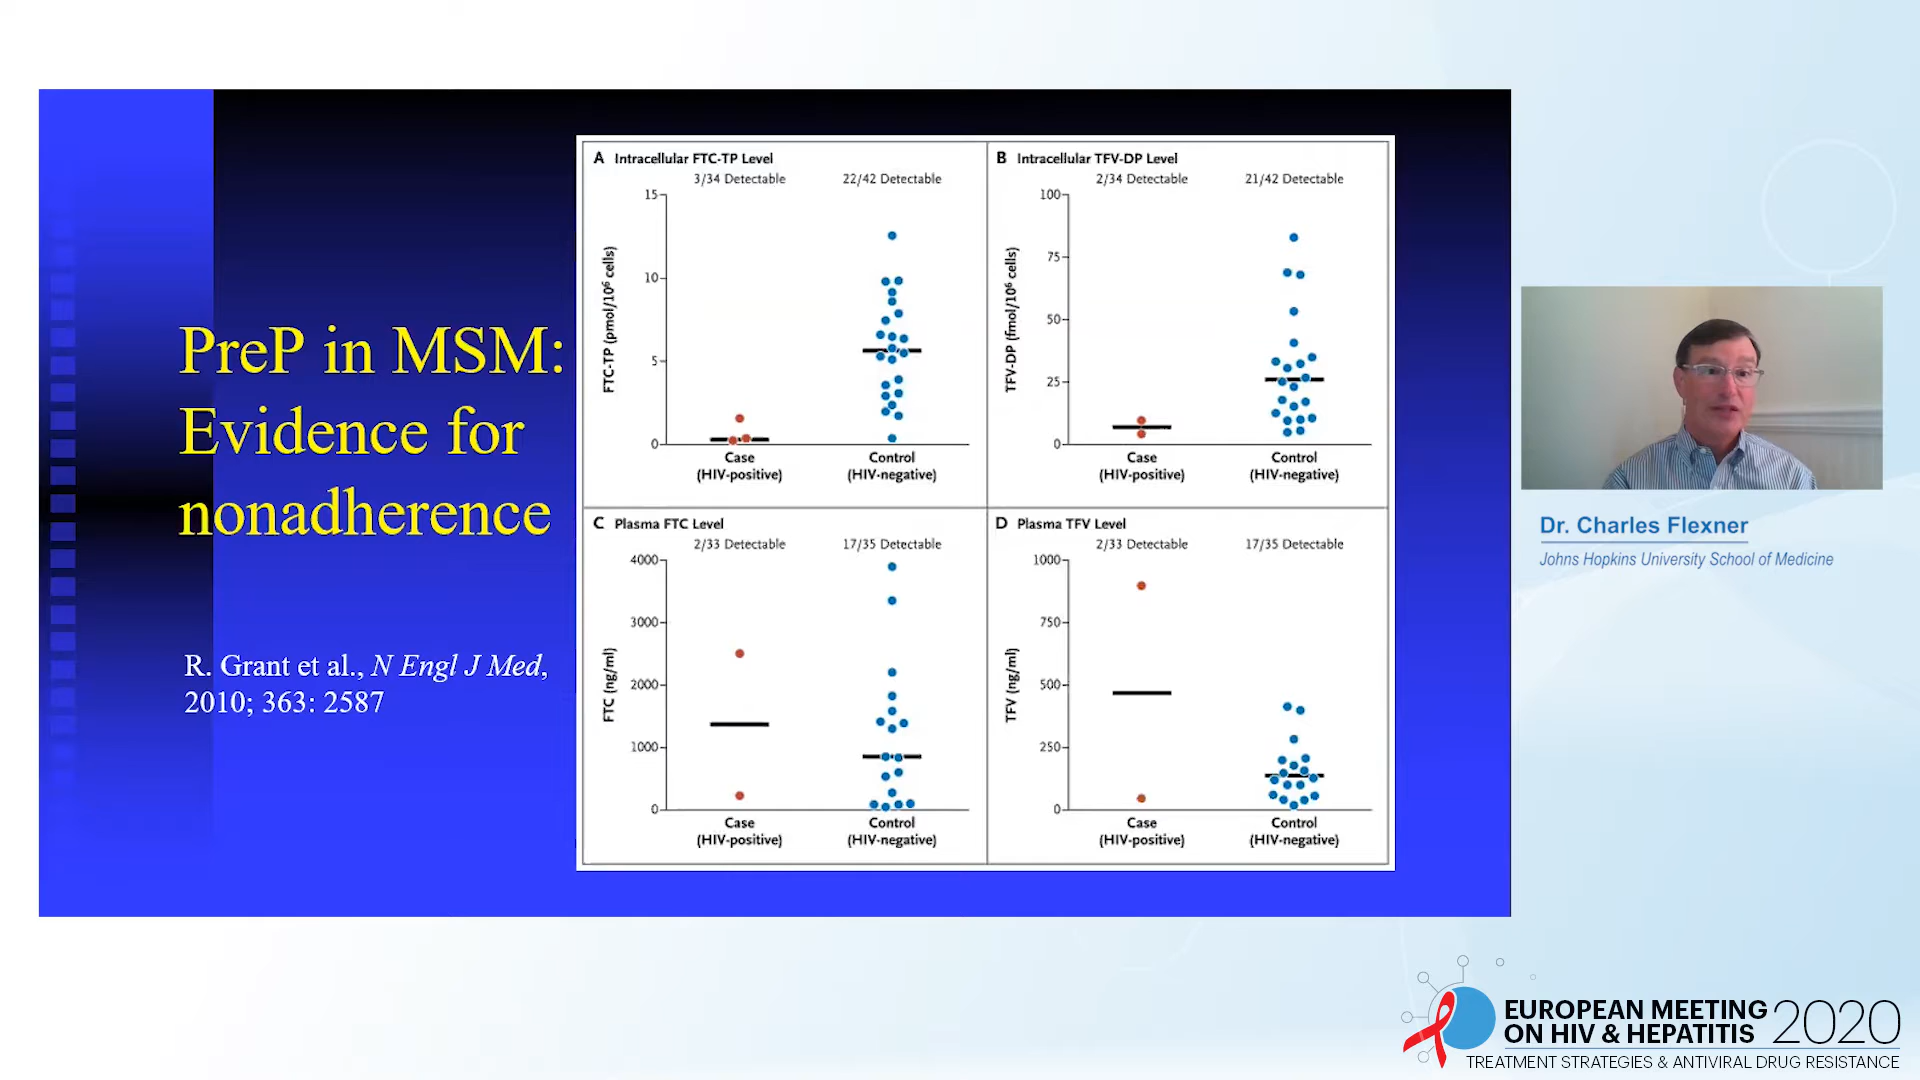 PreP in MSM:
Evidence for
nonadherence
R. Grant et al., N Engl J Med,
2010; 363: 2587
A Intracellular FTC-TP Level
3/34 Detectable 22/42 Detectable
15
10
5
0
FTC-TP (pmol/10⁶ cells)
Case
(HIV-positive)
Control
(HIV-negative)
B Intracellular TFV-DP Level
2/34 Detectable 21/42 Detectable
100
75
50
25
0
TFV-DP (fmol/10⁶ cells)
Case
(HIV-positive)
Control
(HIV-negative)
C Plasma FTC Level
2/33 Detectable 17/35 Detectable
4000
3000
2000
1000
0
FTC (ng/ml)
Case
(HIV-positive)
Control
(HIV-negative)
D Plasma TFV Level
2/33 Detectable 17/35 Detectable
1000
750
500
250
0
TFV (ng/ml)
Case
(HIV-positive)
Control
(HIV-negative)
Dr. Charles Flexner
Johns Hopkins University School of Medicine
EUROPEAN MEETING
ON HIV & HEPATITIS 2020
TREATMENT STRATEGIES & ANTIVIRAL DRUG RESISTANCE